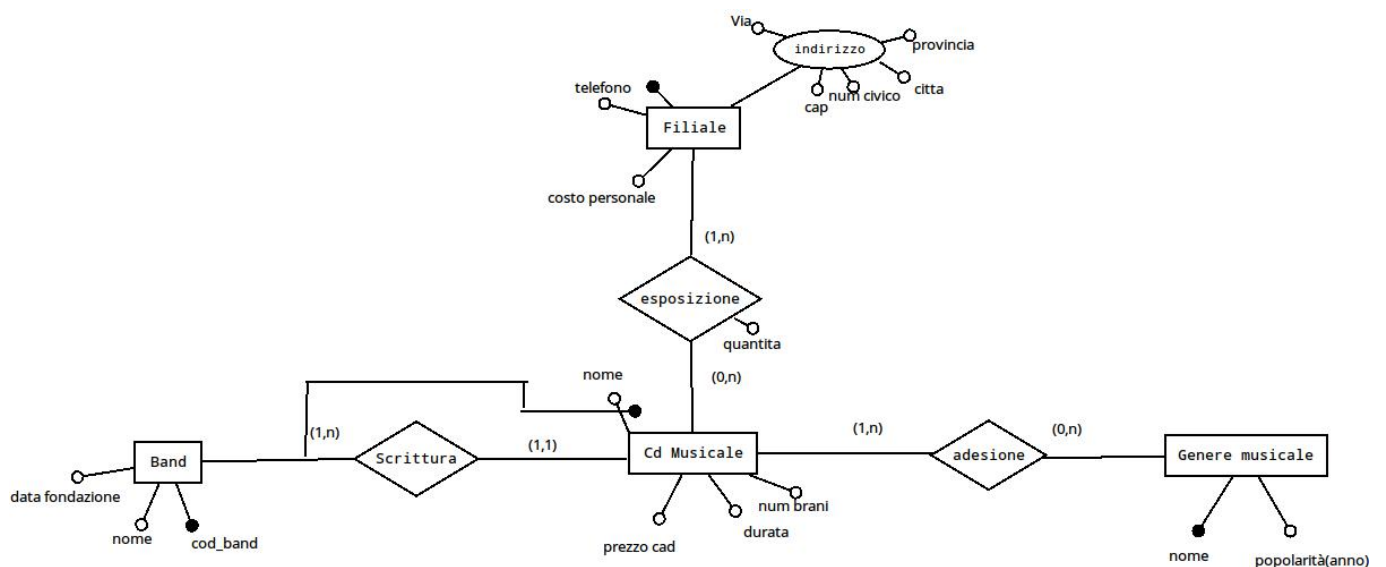 Via
indirizzo
provincia
telefono
citta
num civico
cap
Filiale
costo personale
(1,n)
esposizione
quantita
nome
(0,n)
(1,n)
(1,1)
(1,n)
(0,n)
Band
Scrittura
Cd Musicale
adesione
Genere musicale
data fondazione
num brani
nome
cod_band
prezzo cad
durata
nome
popolarità(anno)